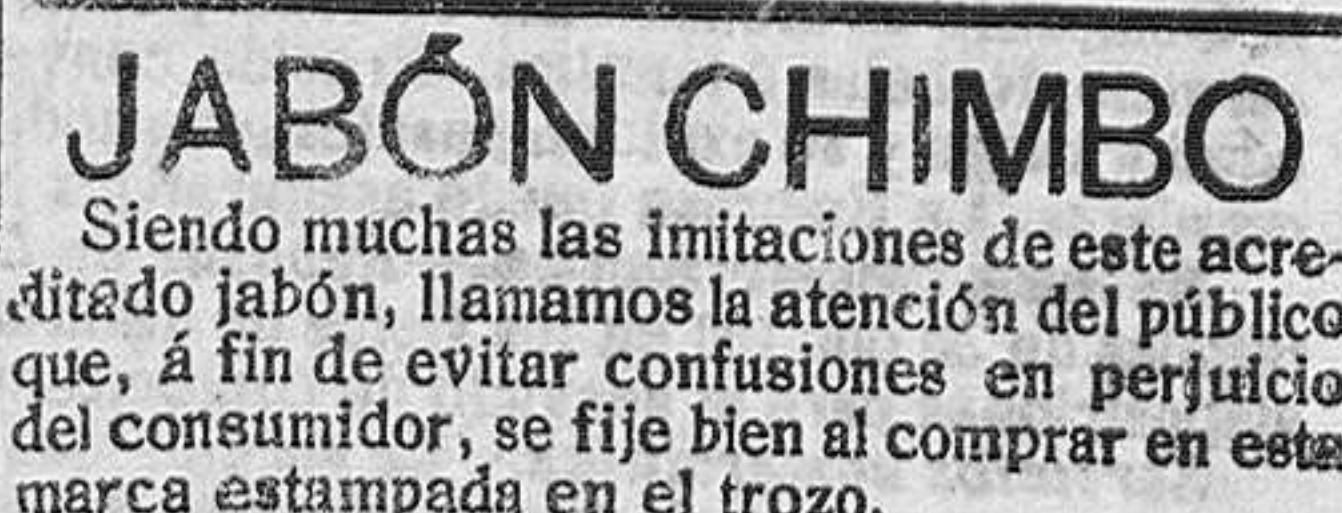 JABÓN CHIMBO
Siendo muchas las imitaciones de este acre-
ditado jabón, llamamos la atención del público
que, á fin de evitar confusiones en perjuicio
del consumidor, se fije bien al comprar en esta
marca estampada en el trozo.